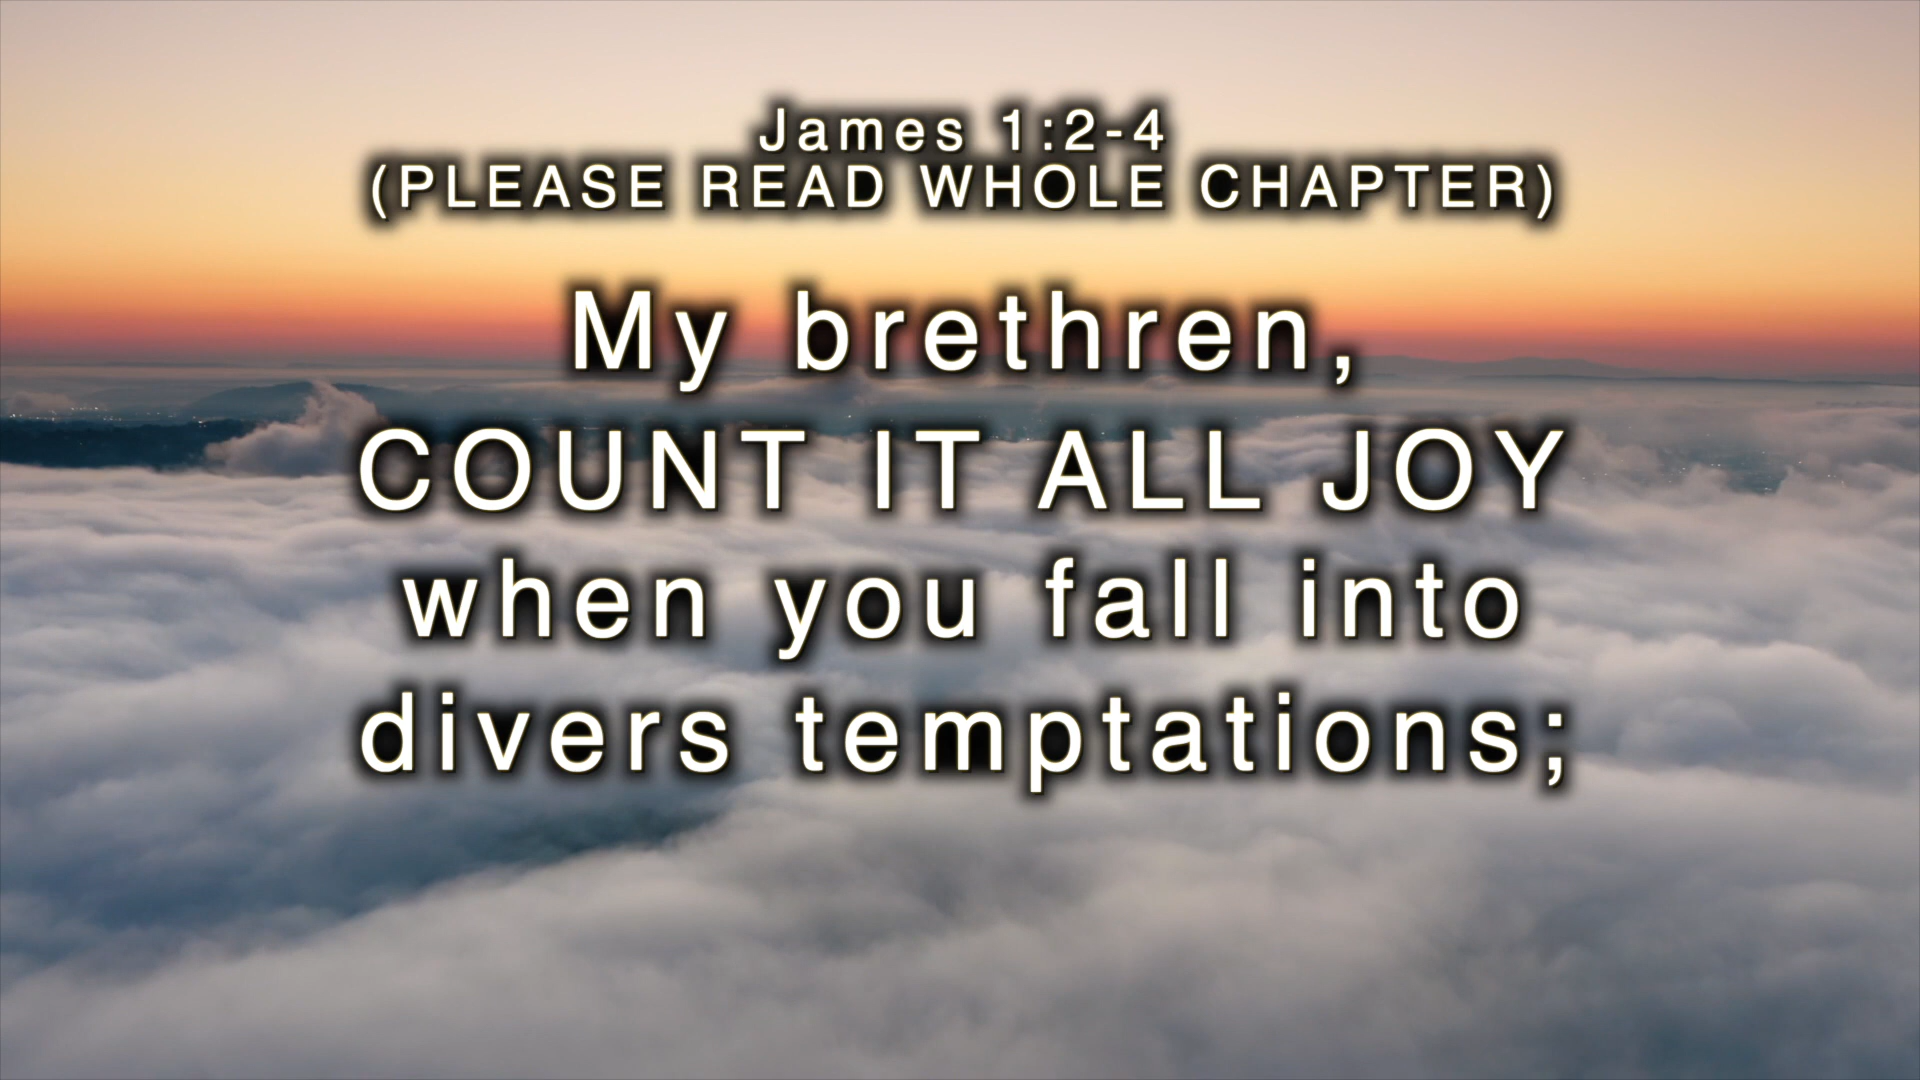 James 1:2-4
(PLEASE READ WHOLE CHAPTER)
My brethren,
COUNT IT ALL JOY
when you fall into
divers temptations;